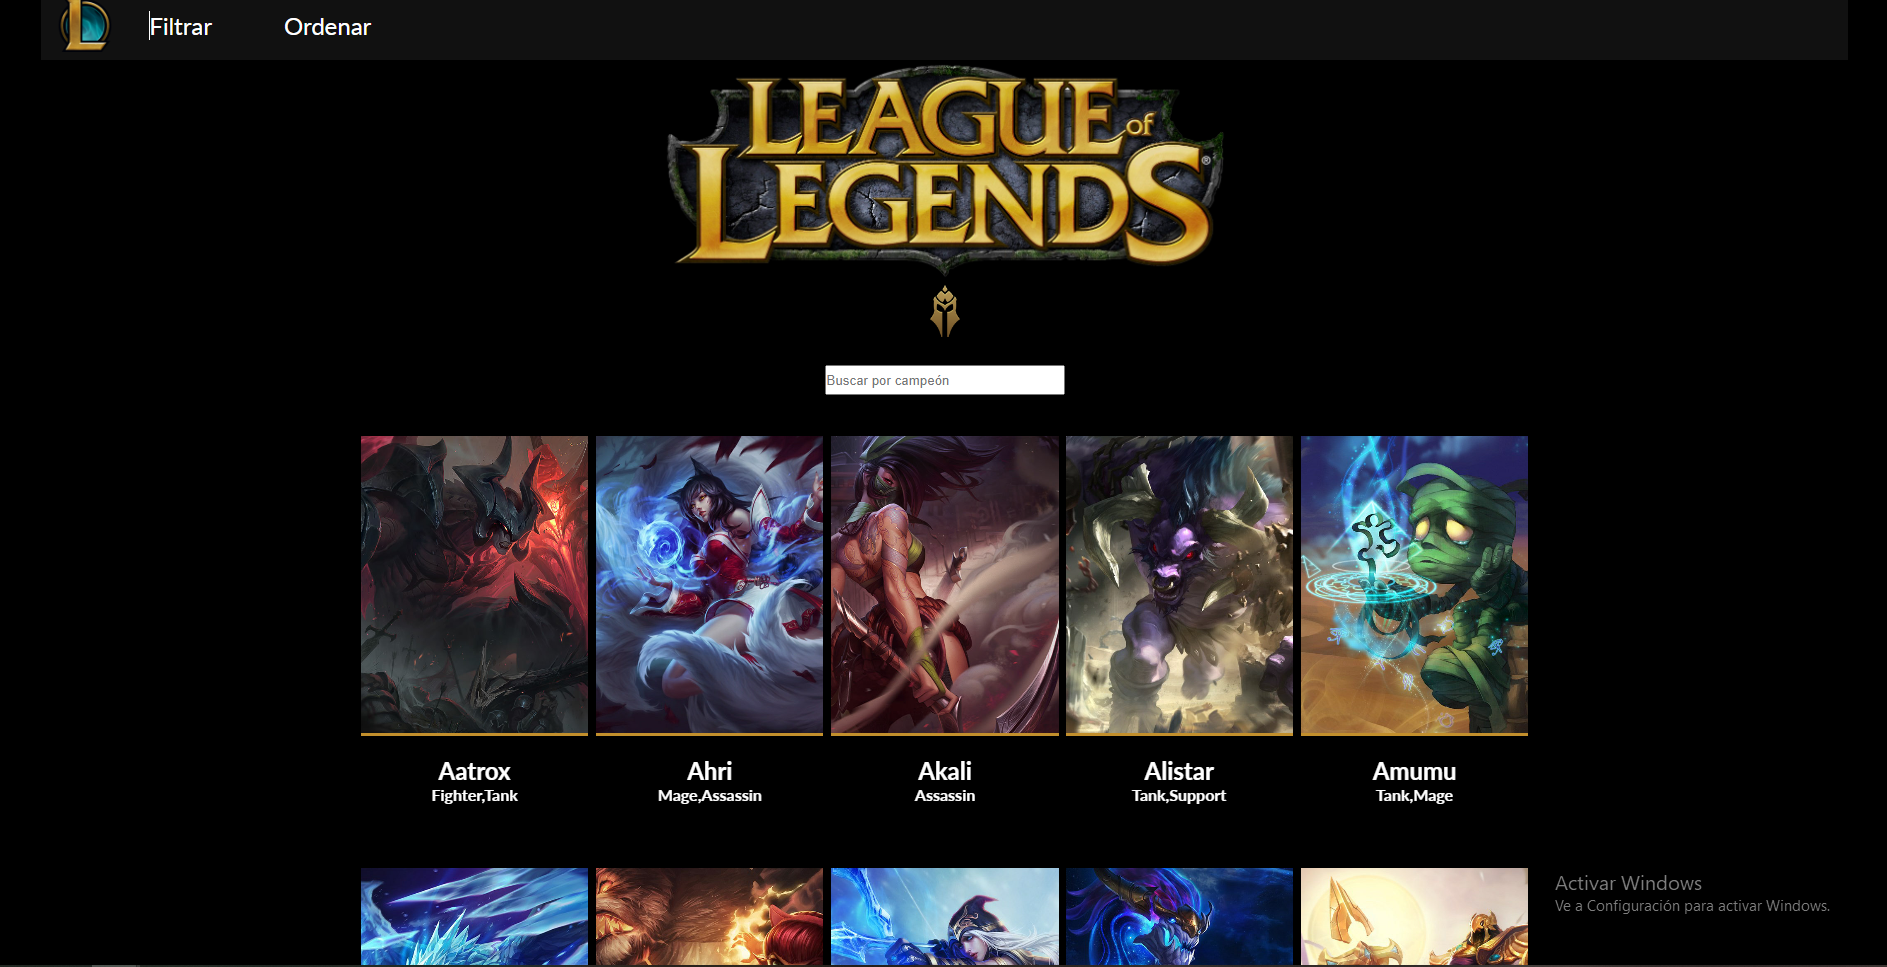 Filtrar Ordenar
LEAGUE of
LEGENDS®
Buscar por campeón
Aatrox Ahri Akali Alistar Amumu
Fighter,Tank Mage,Assassin Assassin Tank,Support Tank,Mage
Activar Windows
Ve a Configuración para activar Windows.